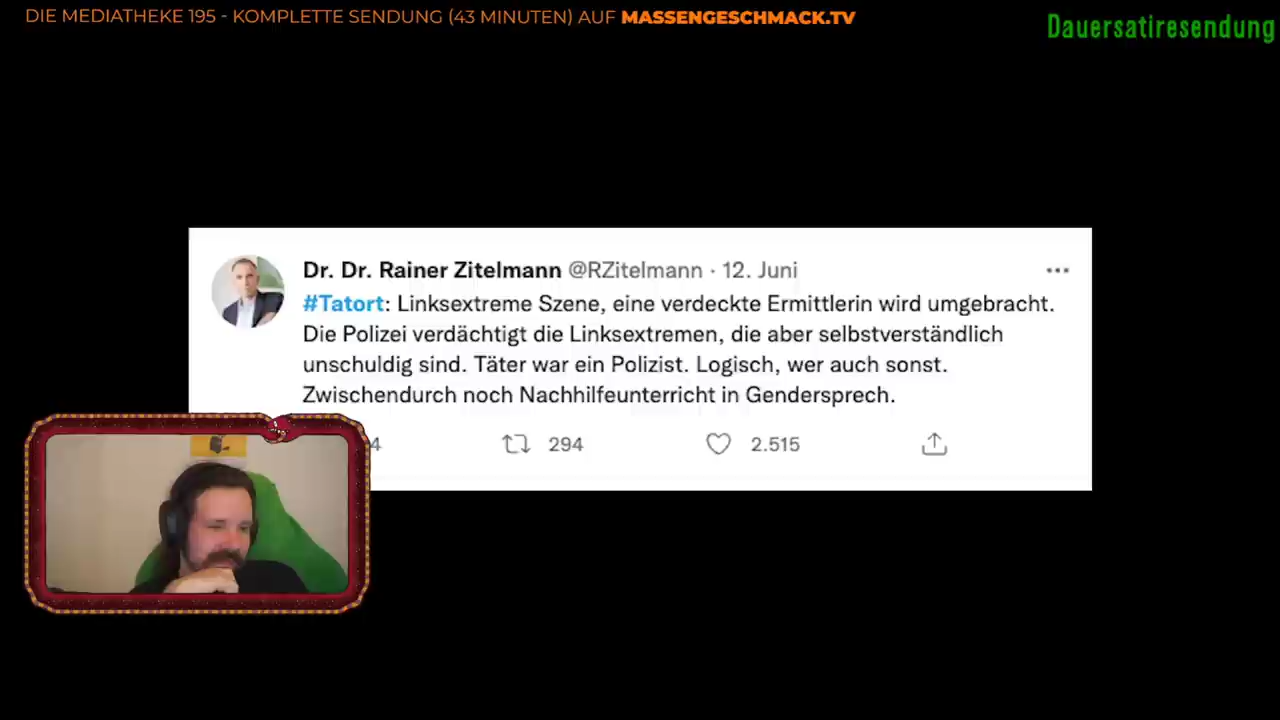 DIE MEDIATHEKE 195 - KOMPLETTE SENDUNG (43 MINUTEN) AUF MASSENGESCHMACK.TV
Dauersatiresendung
Dr. Dr. Rainer Zitelmann @RZitelmann · 12. Juni
#Tatort: Linksextreme Szene, eine verdeckte Ermittlerin wird umgebracht.
Die Polizei verdächtigt die Linksextremen, die aber selbstverständlich
unschuldig sind. Täter war ein Polizist. Logisch, wer auch sonst.
Zwischendurch noch Nachhilfeunterricht in Gendersprech.
4 294 2.515